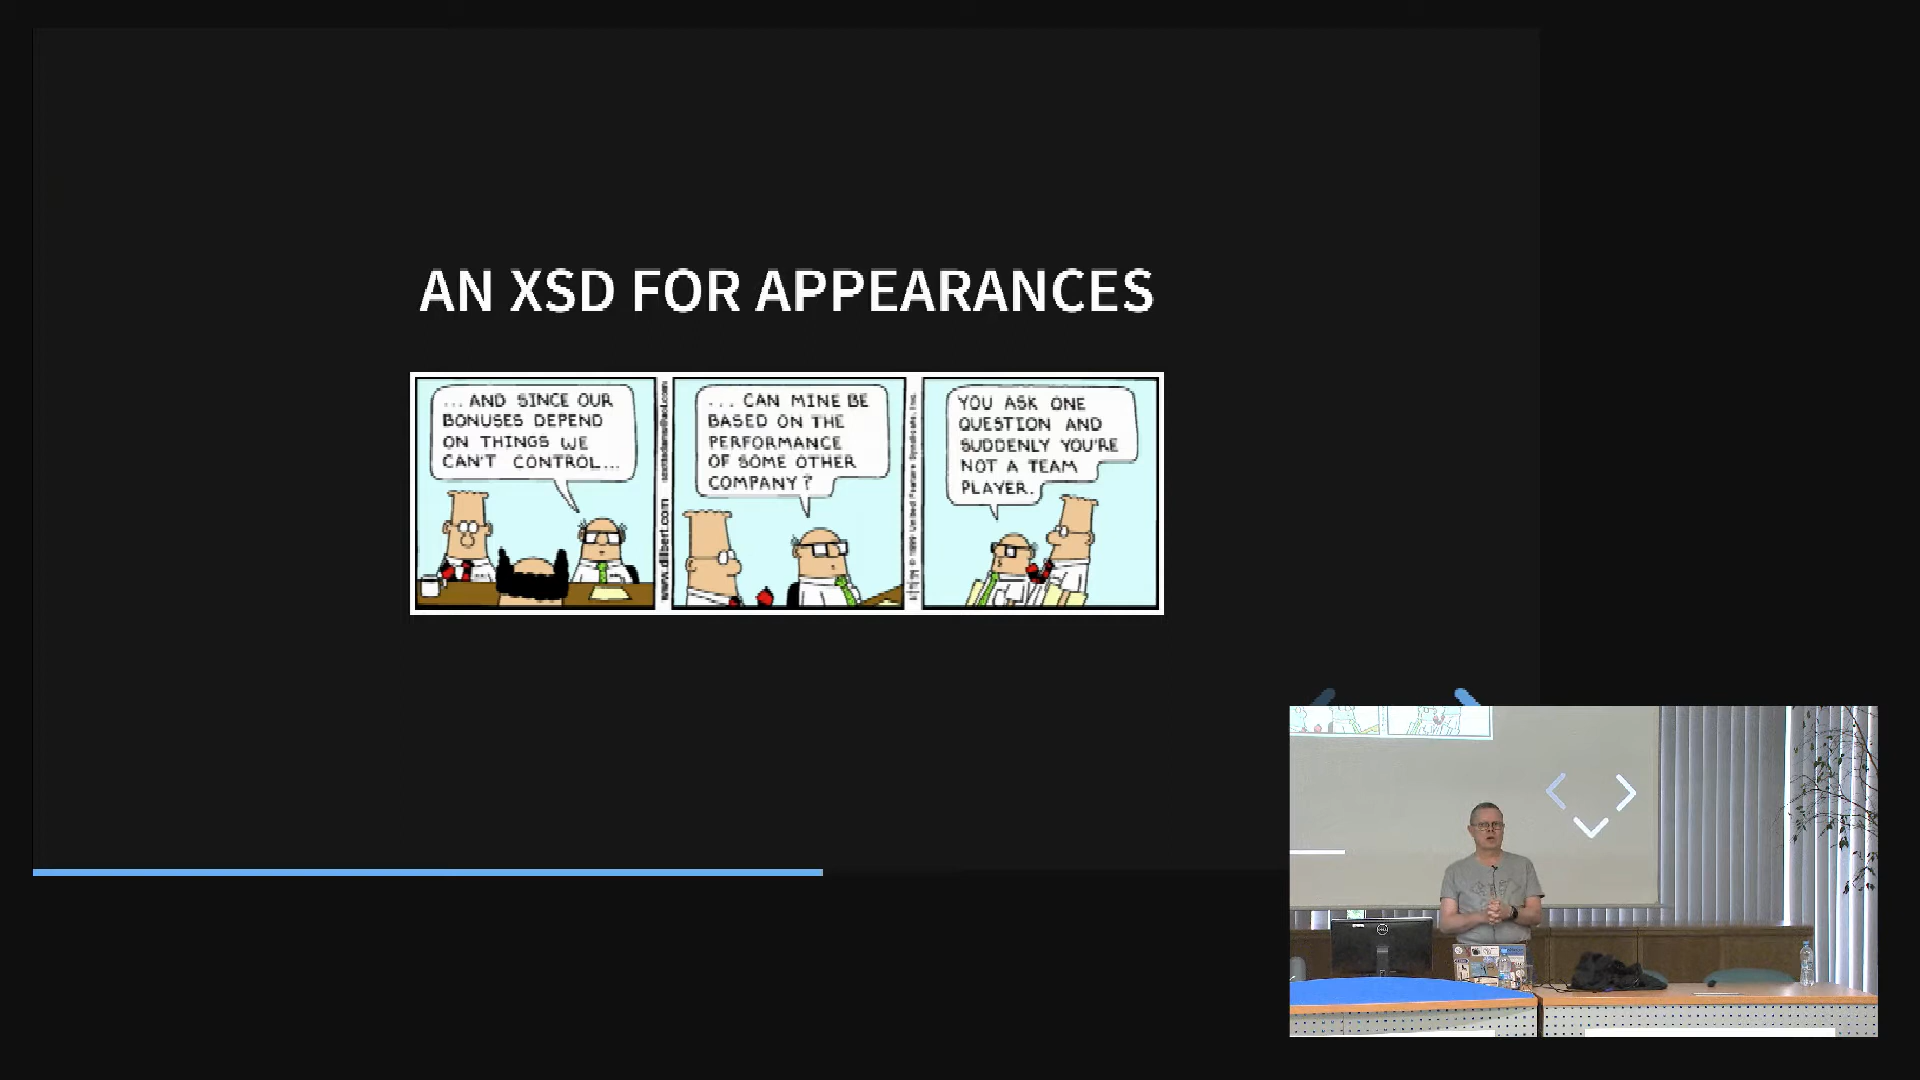 AN XSD FOR APPEARANCES
... AND SINCE OUR
BONUSES DEPEND
ON THINGS WE
CAN'T CONTROL...
www.dilbert.com
... CAN MINE BE
BASED ON THE
PERFORMANCE
OF SOME OTHER
COMPANY?
YOU ASK ONE
QUESTION AND
SUDDENLY YOU'RE
NOT A TEAM
PLAYER.